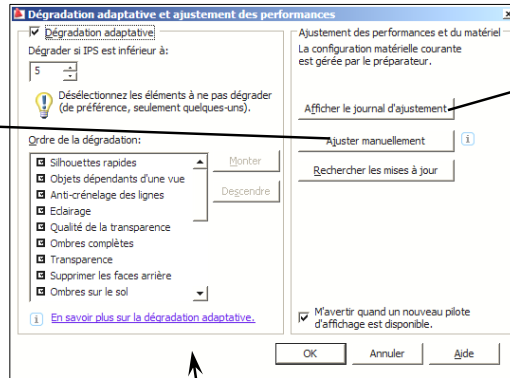 Dégradation adaptative et ajustement des performances
Dégradation adaptative
Dégrader si IPS est inférieur à:
5
Désélectionnez les éléments à ne pas dégrader
(de préférence, seulement quelques-uns).
Ordre de la dégradation:
Silhouettes rapides
Objets dépendants d'une vue
Anti-crénelage des lignes
Eclairage
Qualité de la transparence
Ombres complètes
Transparence
Supprimer les faces arrière
Ombres sur le sol
Monter
Descendre
En savoir plus sur la dégradation adaptative.
Ajustement des performances et du matériel
La configuration matérielle courante
est gérée par le préparateur.
Afficher le journal d'ajustement
Ajuster manuellement
Rechercher les mises à jour
M'avertir quand un nouveau pilote
d'affichage est disponible.
OK
Annuler
Aide